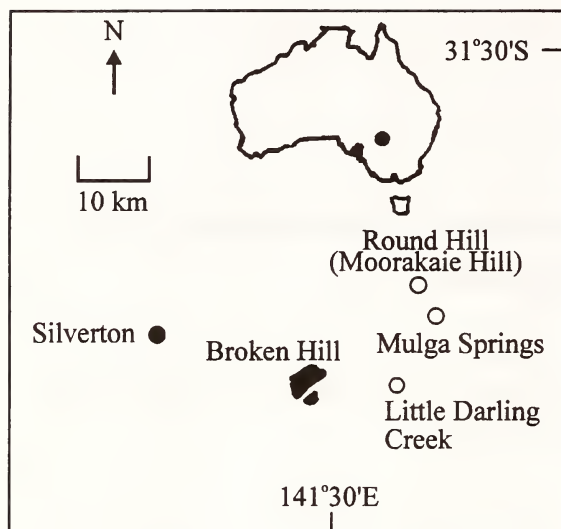 N
31°30'S
10 km
Round Hill
(Moorakaie Hill)
Silverton
Mulga Springs
Broken Hill
Little Darling
Creek
141°30'E